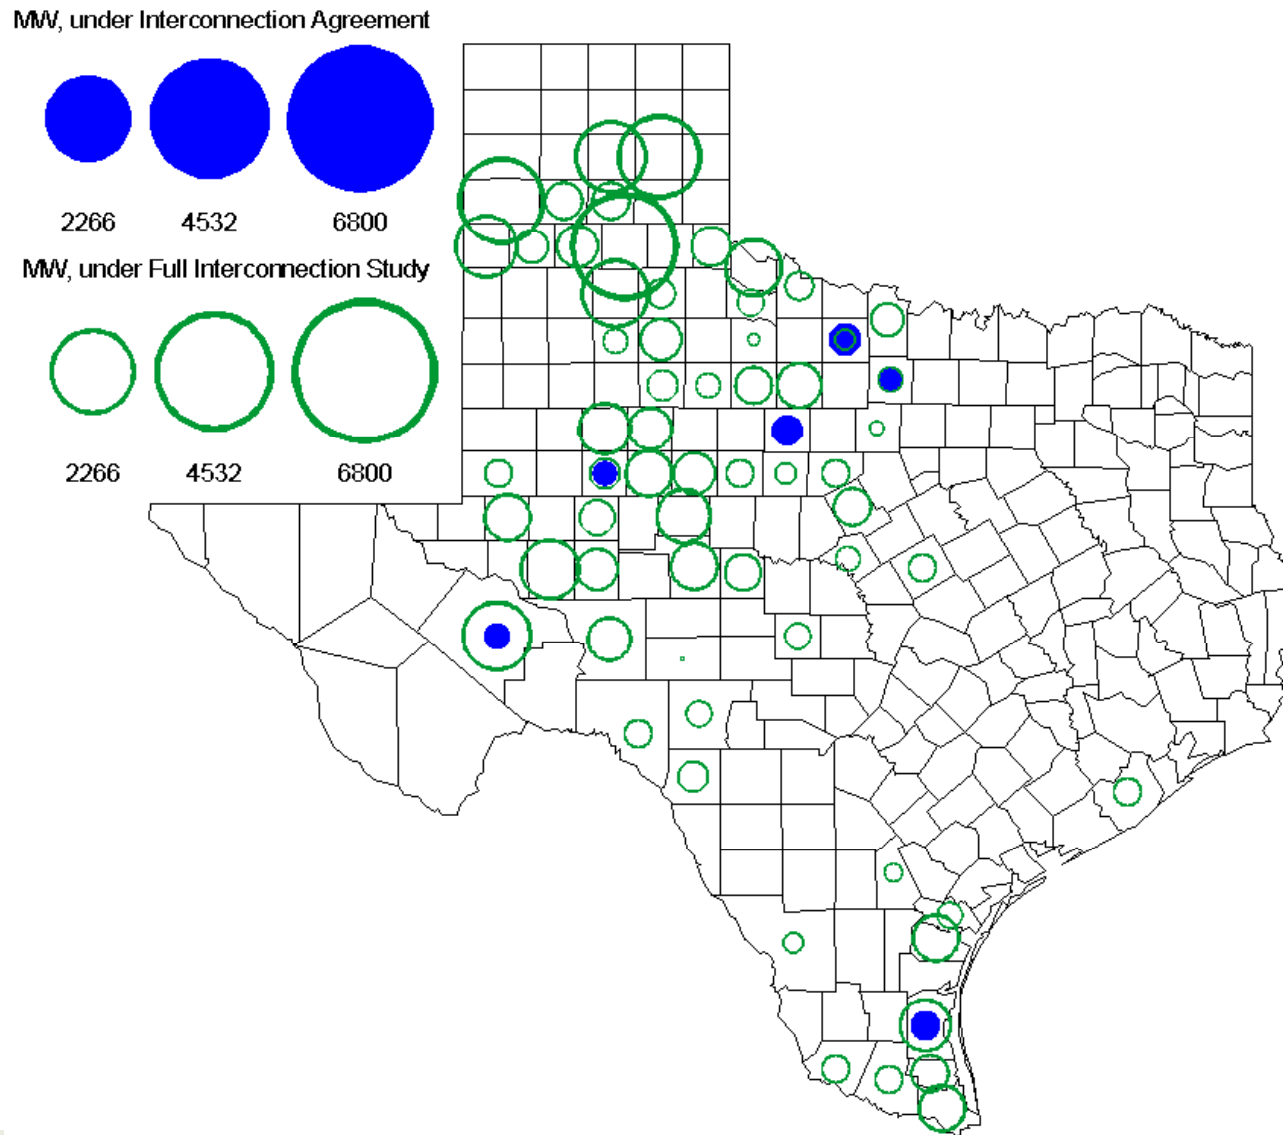 MW, under Interconnection Agreement
2266 4532 6800
MW, under Full Interconnection Study
2266 4532 6800